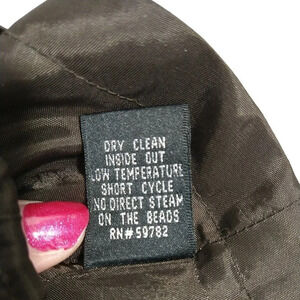 DRY CLEAN
INSIDE OUT
LOW TEMPERATURE
SHORT CYCLE
NO DIRECT STEAM
ON THE BEADS
RN#59782